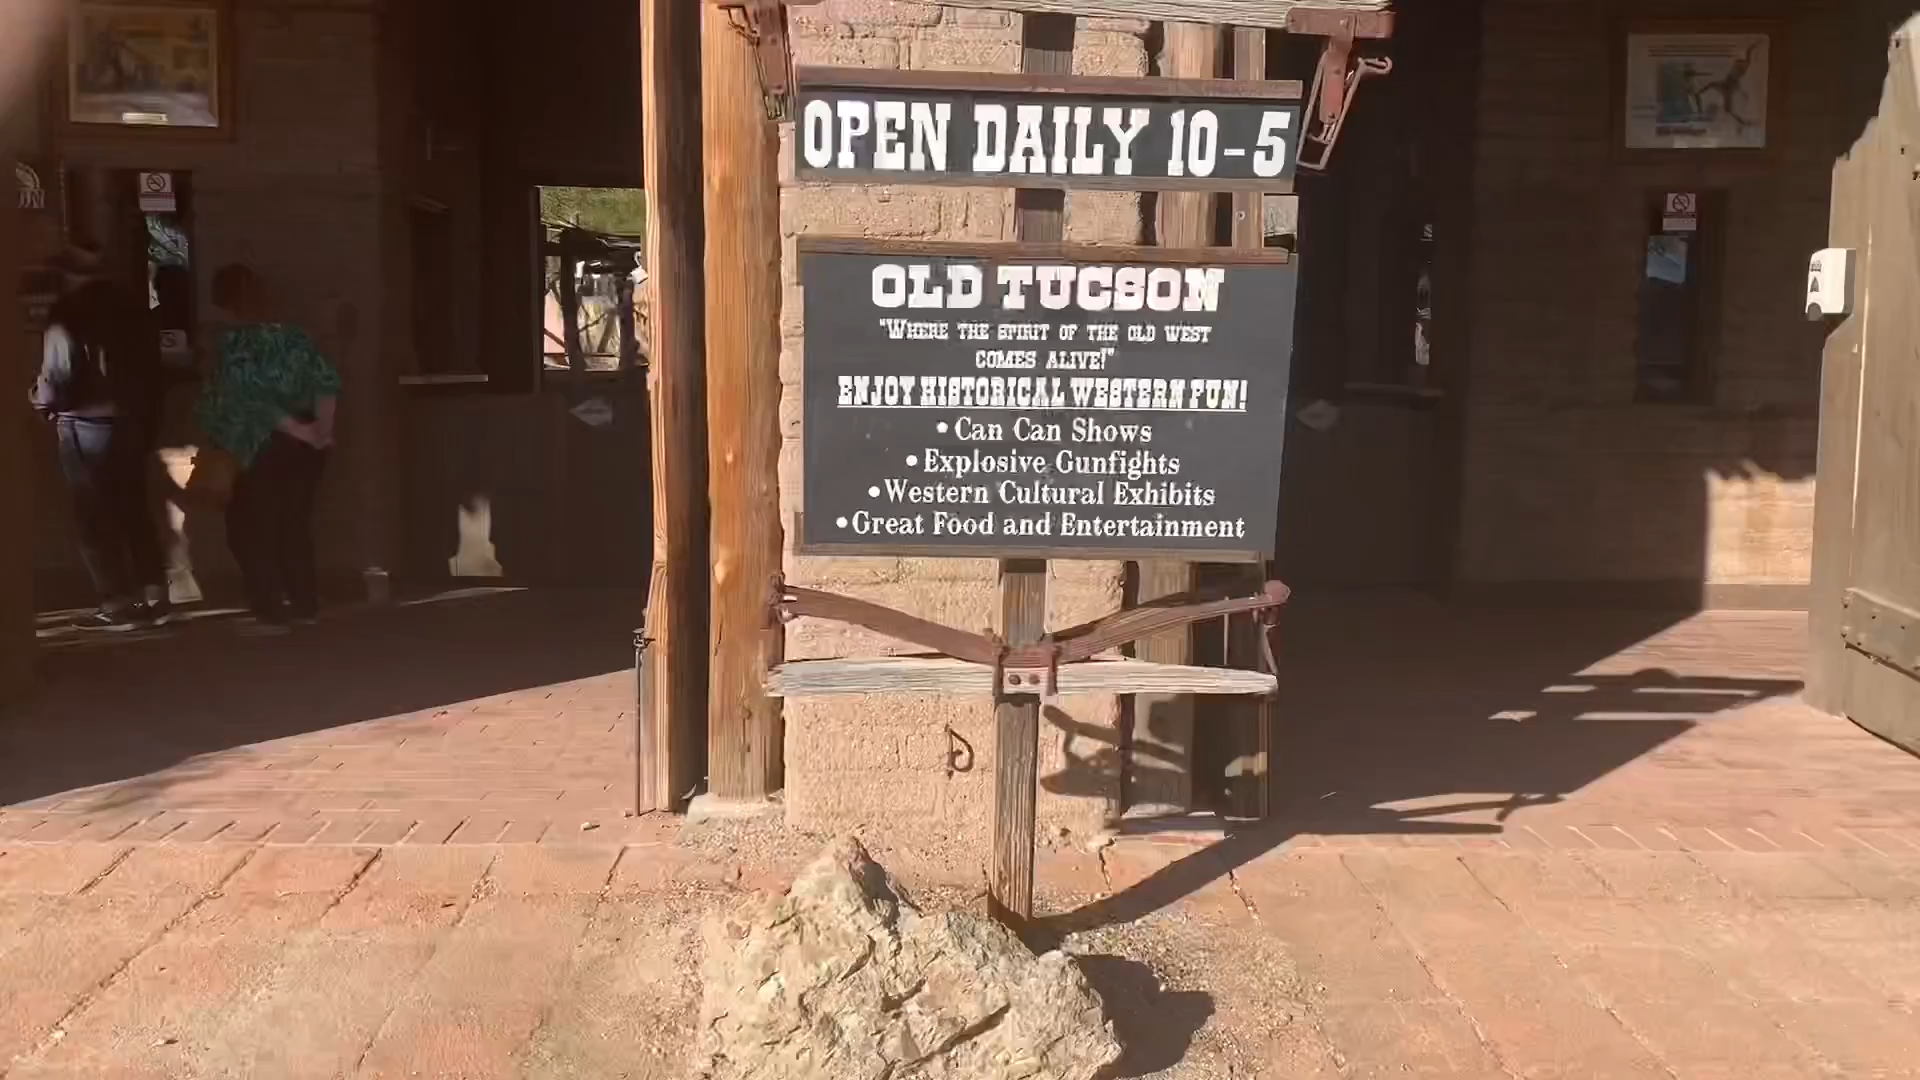 OPEN DAILY 10-5
OLD TUCSON
"WHERE THE SPIRIT OF THE OLD WEST
COMES ALIVE!"
ENJOY HISTORICAL WESTERN FUN!
• Can Can Shows
• Explosive Gunfights
• Western Cultural Exhibits
• Great Food and Entertainment